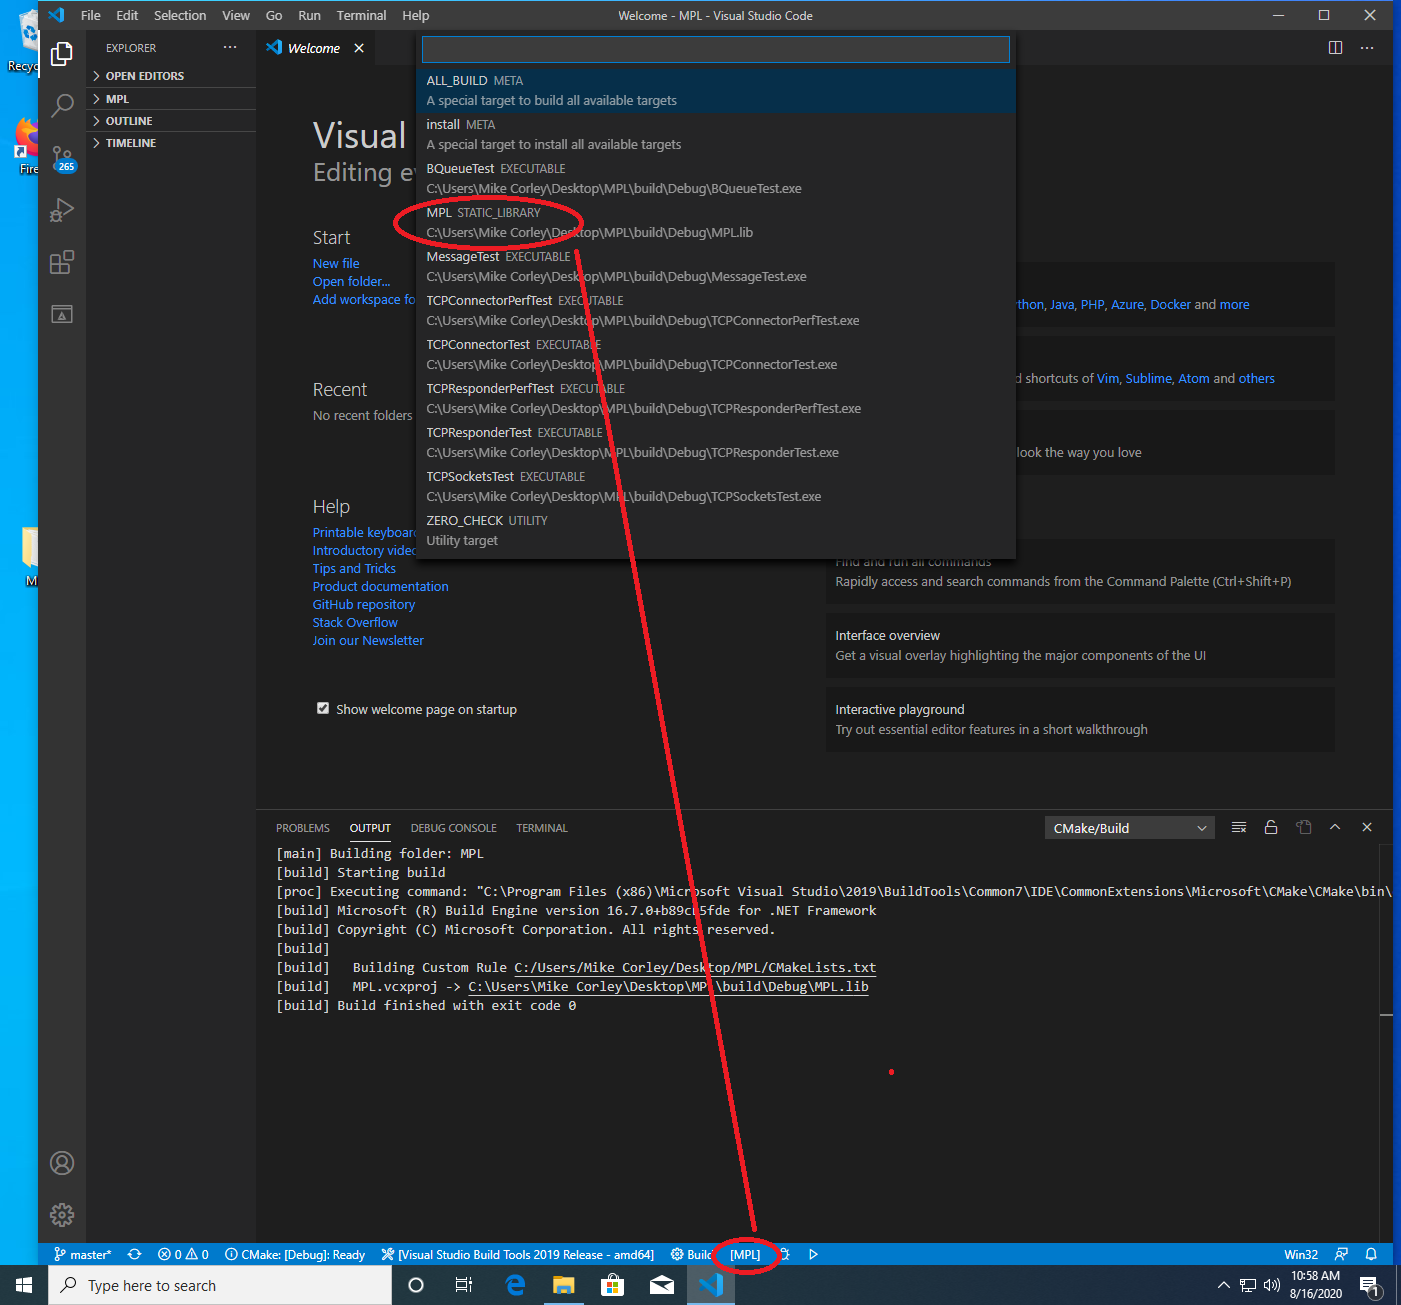 File Edit Selection View Go Run Terminal Help
Welcome - MPL - Visual Studio Code
EXPLORER
OPEN EDITORS
MPL
OUTLINE
TIMELINE
265
Welcome
ALL_BUILD META
A special target to build all available targets
install META
A special target to install all available targets
BQueueTest EXECUTABLE
C:\Users\Mike Corley\Desktop\MPL\build\Debug\BQueueTest.exe
MPL STATIC_LIBRARY
C:\Users\Mike Corley\Desktop\MPL\build\Debug\MPL.lib
MessageTest EXECUTABLE
C:\Users\Mike Corley\Desktop\MPL\build\Debug\MessageTest.exe
TCPConnectorPerfTest EXECUTABLE
C:\Users\Mike Corley\Desktop\MPL\build\Debug\TCPConnectorPerfTest.exe
TCPConnectorTest EXECUTABLE
C:\Users\Mike Corley\Desktop\MPL\build\Debug\TCPConnectorTest.exe
TCPResponderPerfTest EXECUTABLE
C:\Users\Mike Corley\Desktop\MPL\build\Debug\TCPResponderPerfTest.exe
TCPResponderTest EXECUTABLE
C:\Users\Mike Corley\Desktop\MPL\build\Debug\TCPResponderTest.exe
TCPSocketsTest EXECUTABLE
C:\Users\Mike Corley\Desktop\MPL\build\Debug\TCPSocketsTest.exe
ZERO_CHECK UTILITY
Utility target
Visual
Editing
Start
New file
Open folder...
Add workspace fo
Recent
No recent folders
Help
Printable keyboar
Introductory video
Tips and Tricks
Product documentation
GitHub repository
Stack Overflow
Join our Newsletter
Show welcome page on startup
thon, Java, PHP, Azure, Docker and more
d shortcuts of Vim, Sublime, Atom and others
look the way you love
Find and run all commands
Rapidly access and search commands from the Command Palette (Ctrl+Shift+P)
Interface overview
Get a visual overlay highlighting the major components of the UI
Interactive playground
Try out essential editor features in a short walkthrough
PROBLEMS OUTPUT DEBUG CONSOLE TERMINAL
CMake/Build
[main] Building folder: MPL
[build] Starting build
[proc] Executing command: "C:\Program Files (x86)\Microsoft Visual Studio\2019\BuildTools\Common7\IDE\CommonExtensions\Microsoft\CMake\CMake\bin\
[build] Microsoft (R) Build Engine version for .NET Framework
[build] Copyright (C) Microsoft Corporation. All rights reserved.
[build]
[build] Building Custom Rule C:/Users/Mike Corley/Desktop/MPL/CMakeLists.txt
[build] MPL.vcxproj -> C:\Users\Mike Corley\Desktop\MPL\build\Debug\MPL.lib
[build] Build finished with exit code 0
master* 0 0 CMake: [Debug]: Ready [Visual Studio Build Tools 2019 Release - amd64] Build [MPL] Win32
Type here to search
10:58 AM
8/16/2020
1
Recyc
Fire
M